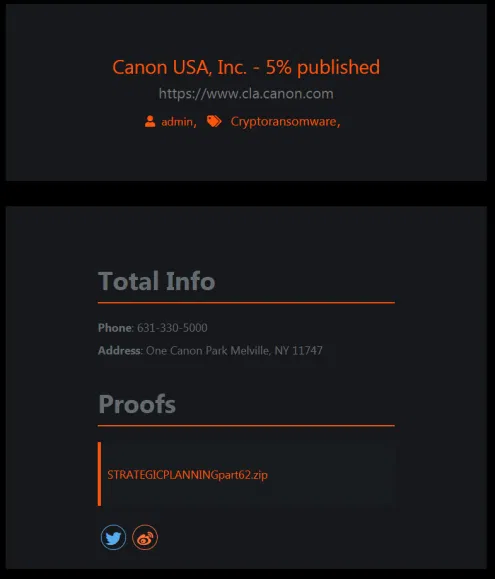 Canon USA, Inc. - 5% published
https://www.cla.canon.com
admin, Cryptoransomware,
Total Info
Phone: 631-330-5000
Address: One Canon Park Melville, NY 11747
Proofs
STRATEGICPLANNINGpart62.zip